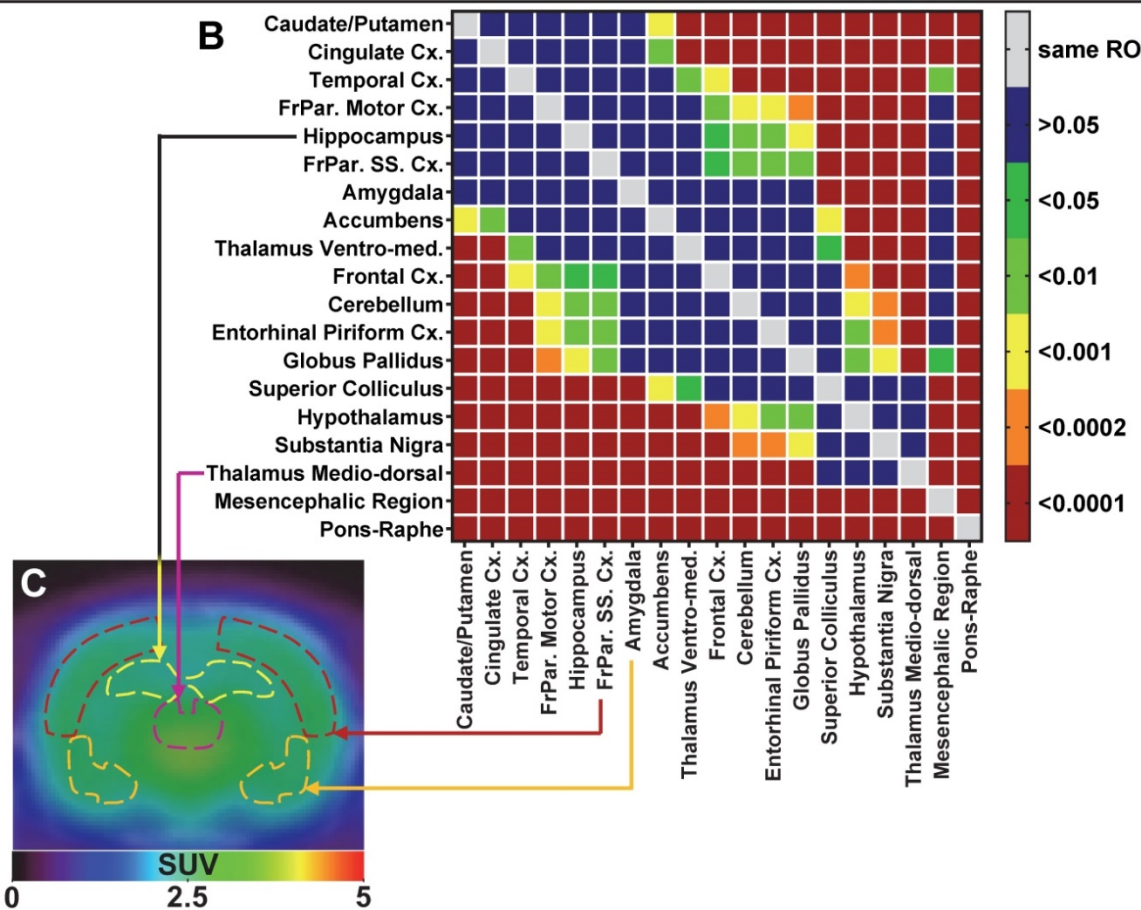 B
Caudate/Putamen
Cingulate Cx.
Temporal Cx.
FrPar. Motor Cx.
Hippocampus
FrPar. SS. Cx.
Amygdala
Accumbens
Thalamus Ventro-med.
Frontal Cx.
Cerebellum
Entorhinal Piriform Cx.
Globus Pallidus
Superior Colliculus
Hypothalamus
Substantia Nigra
Thalamus Medio-dorsal
Mesencephalic Region
Pons-Raphe
same RO
>0.05
<0.05
<0.01
<0.001
<0.0002
<0.0001
Caudate/Putamen
Cingulate Cx.
Temporal Cx.
FrPar. Motor Cx.
Hippocampus
FrPar. SS. Cx.
Amygdala
Accumbens
Thalamus Ventro-med.
Frontal Cx.
Cerebellum
Entorhinal Piriform Cx.
Globus Pallidus
Superior Colliculus
Hypothalamus
Substantia Nigra
Thalamus Medio-dorsal
Mesencephalic Region
Pons-Raphe
C
SUV
0 2.5 5